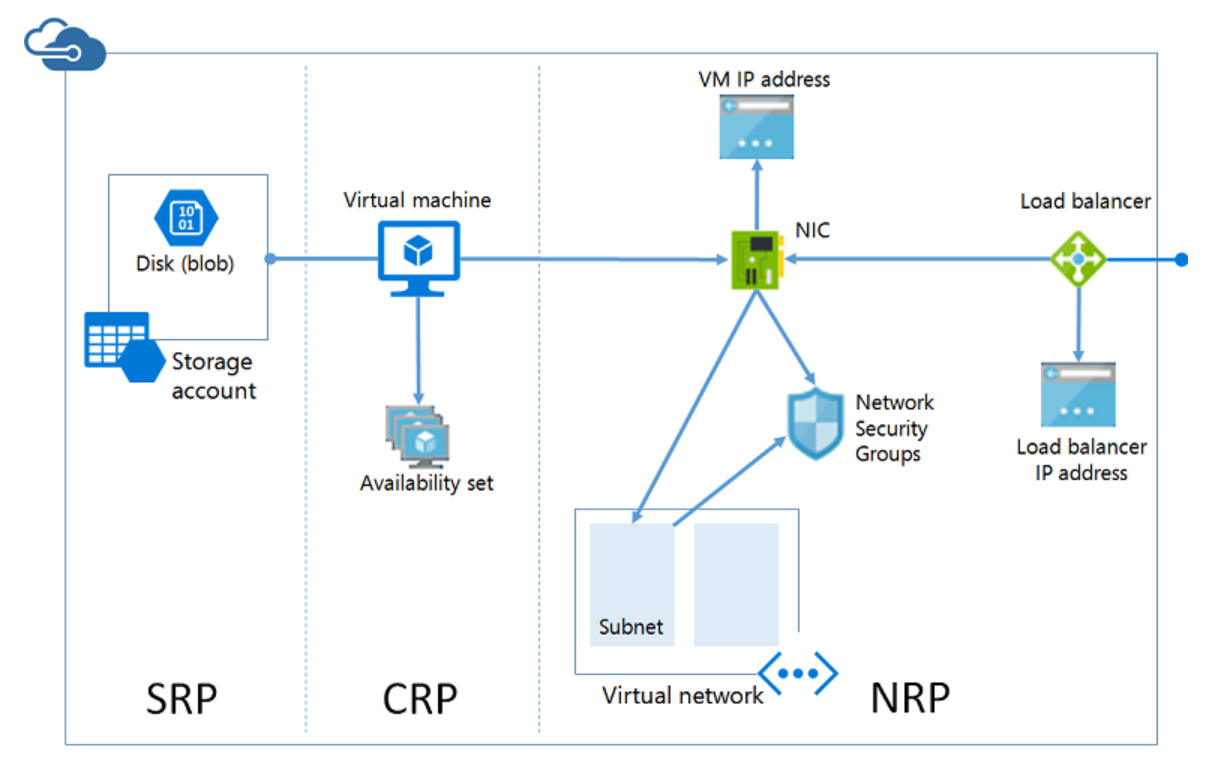 VM IP address
Virtual machine
Load balancer
NIC
10
01
Disk (blob)
Storage
account
Network
Security
Groups
Load balancer
IP address
Availability set
Subnet
Virtual network
SRP
CRP
NRP